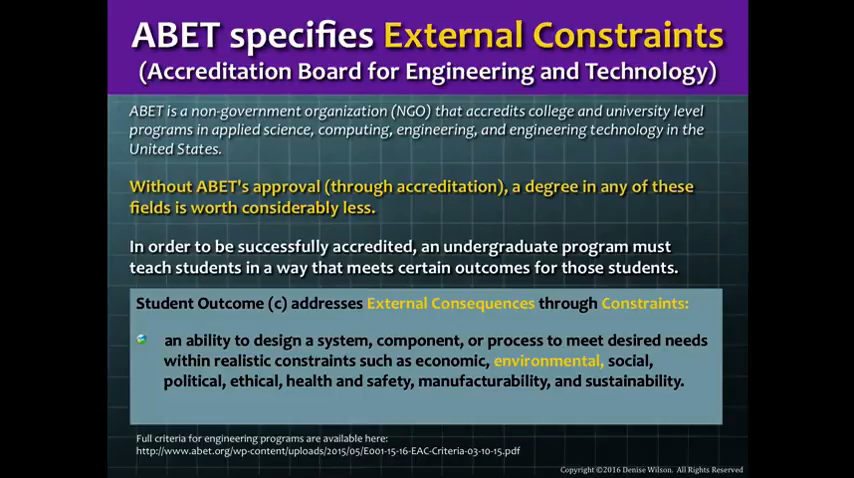 ABET specifies External Constraints
(Accreditation Board for Engineering and Technology)
ABET is a non-government organization (NGO) that accredits college and university level
programs in applied science, computing, engineering, and engineering technology in the
United States.
Without ABET's approval (through accreditation), a degree in any of these
fields is worth considerably less.
In order to be successfully accredited, an undergraduate program must
teach students in a way that meets certain outcomes for those students.
Student Outcome (c) addresses External Consequences through Constraints:
an ability to design a system, component, or process to meet desired needs
within realistic constraints such as economic, environmental, social,
political, ethical, health and safety, manufacturability, and sustainability.
Full criteria for engineering programs are available here:
http://www.abet.org/wp-content/uploads/2015/05/E001-15-16-EAC-Criteria-03-10-15.pdf
Copyright ©2016 Denise Wilson. All Rights Reserved